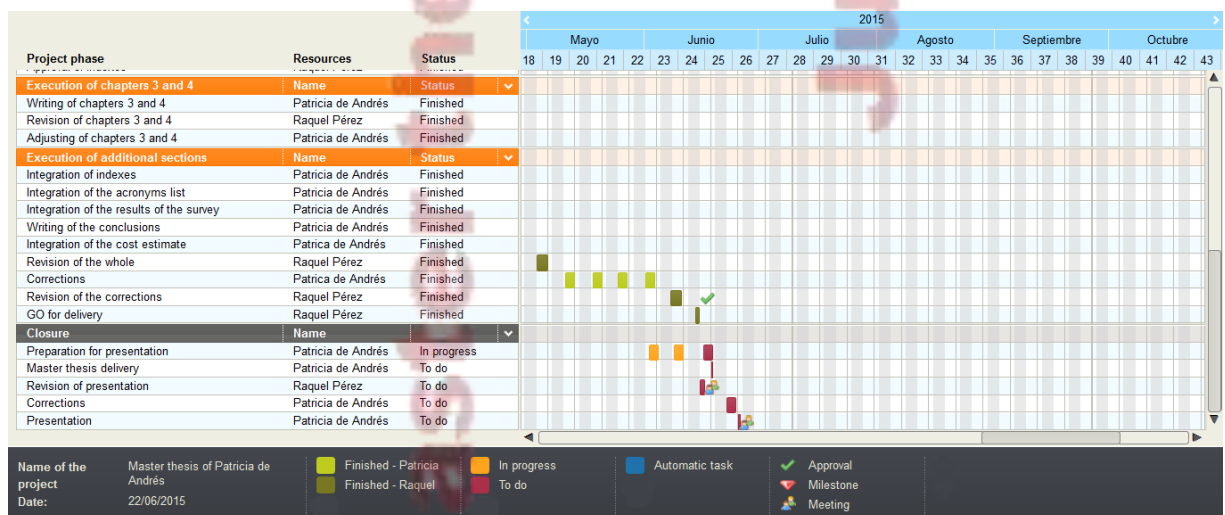 2015
Mayo Junio Julio Agosto Septiembre Octubre
Project phase Resources Status 18 19 20 21 22 23 24 25 26 27 28 29 30 31 32 33 34 35 36 37 38 39 40 41 42 43
Execution of chapters 3 and 4 Name Status
Writing of chapters 3 and 4 Patricia de Andrés Finished
Revision of chapters 3 and 4 Raquel Pérez Finished
Adjusting of chapters 3 and 4 Patricia de Andrés Finished
Execution of additional sections Name Status
Integration of indexes Patricia de Andrés Finished
Integration of the acronyms list Patricia de Andrés Finished
Integration of the results of the survey Patricia de Andrés Finished
Writing of the conclusions Patricia de Andrés Finished
Integration of the cost estimate Patrica de Andrés Finished
Revision of the whole Raquel Pérez Finished
Corrections Patrica de Andrés Finished
Revision of the corrections Raquel Pérez Finished
GO for delivery Raquel Pérez Finished
Closure Name
Preparation for presentation Patricia de Andrés In progress
Master thesis delivery Patricia de Andrés To do
Revision of presentation Raquel Pérez To do
Corrections Patricia de Andrés To do
Presentation Patricia de Andrés To do
Name of the project Master thesis of Patricia de Andrés
Date: 22/06/2015
Finished - Patricia
Finished - Raquel
In progress
To do
Automatic task
Approval
Milestone
Meeting